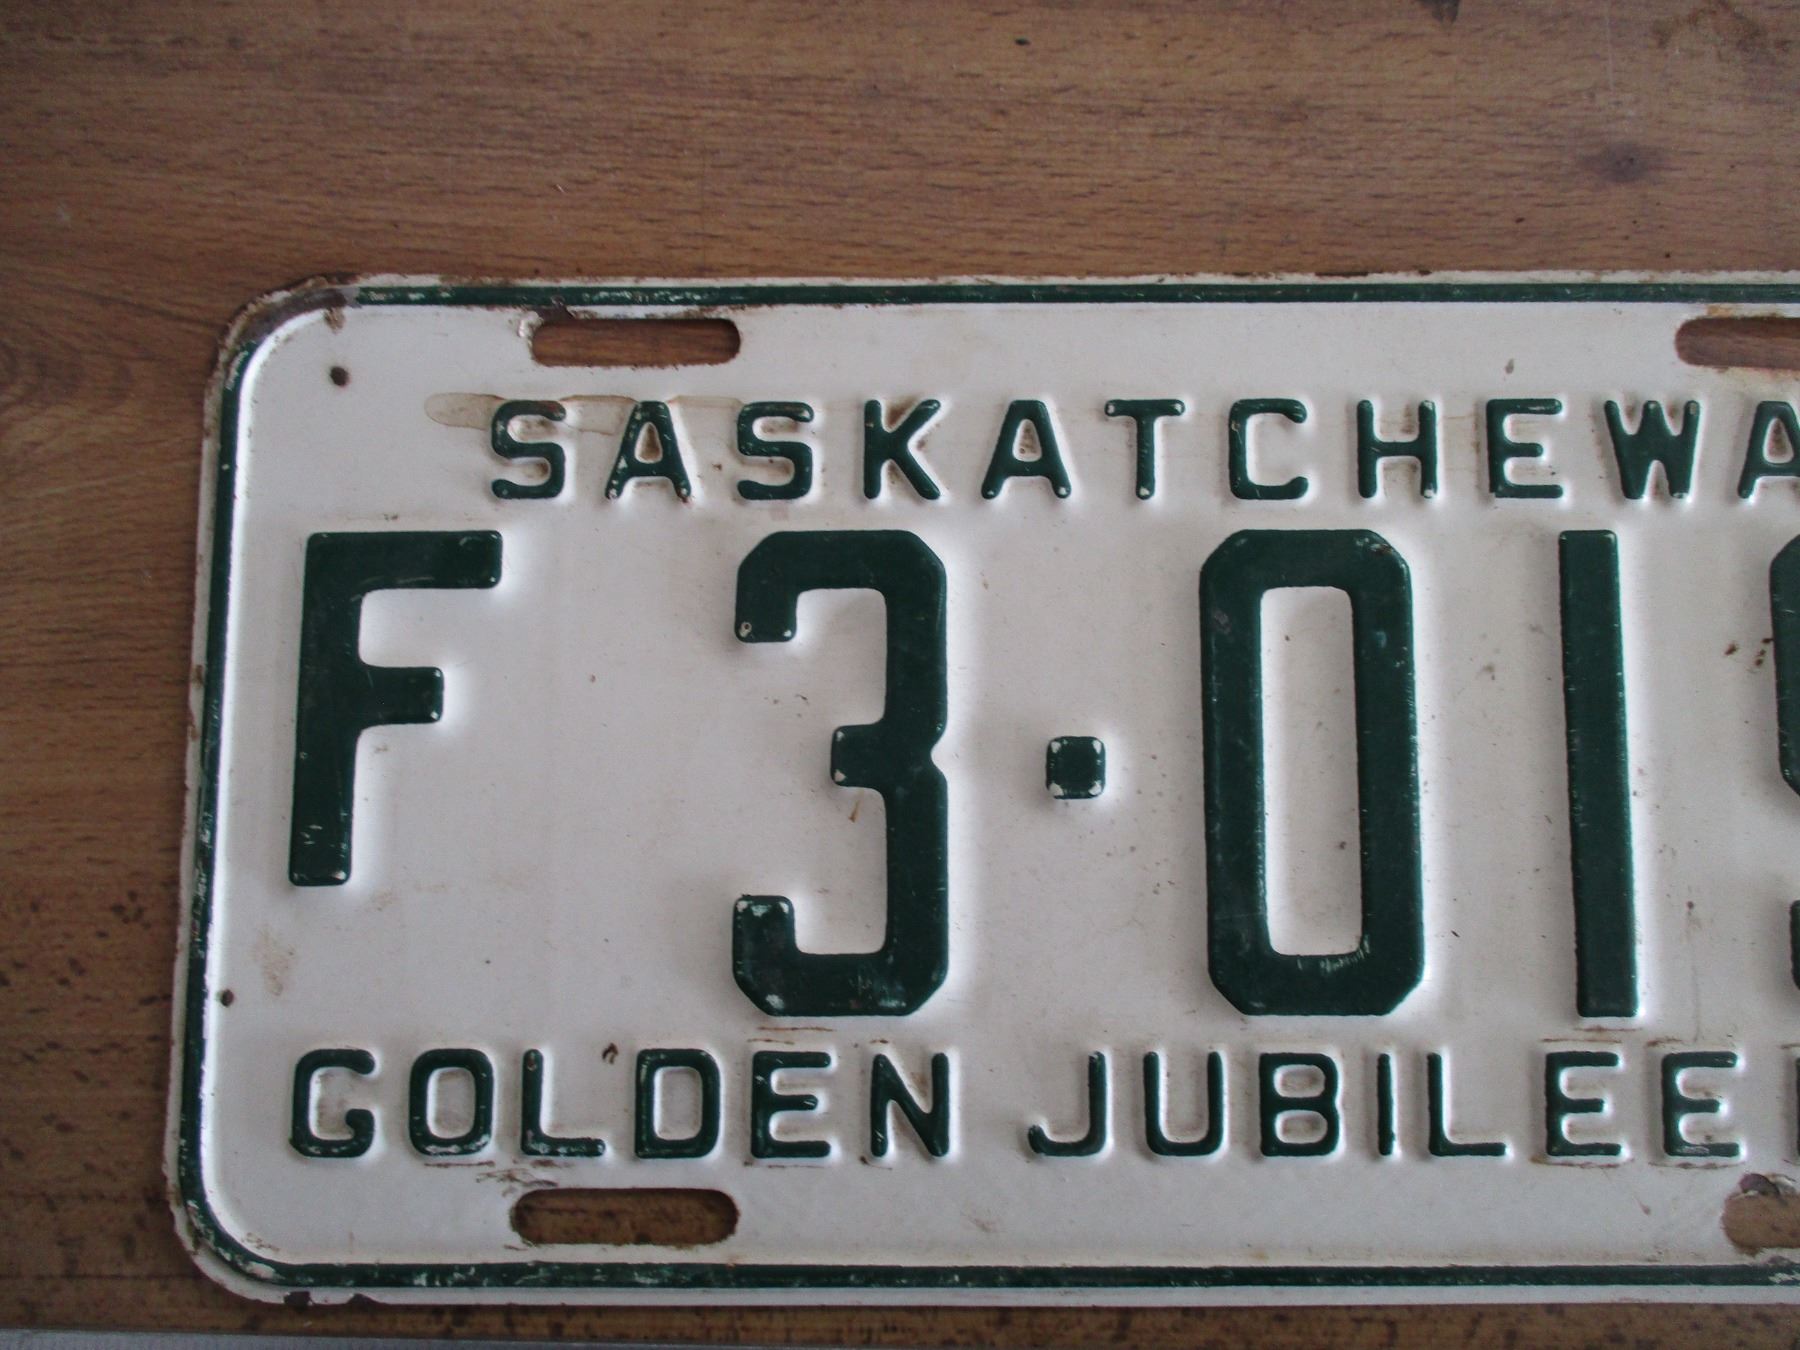 SASKATCHEWA
F 3·01
GOLDEN JUBILEE